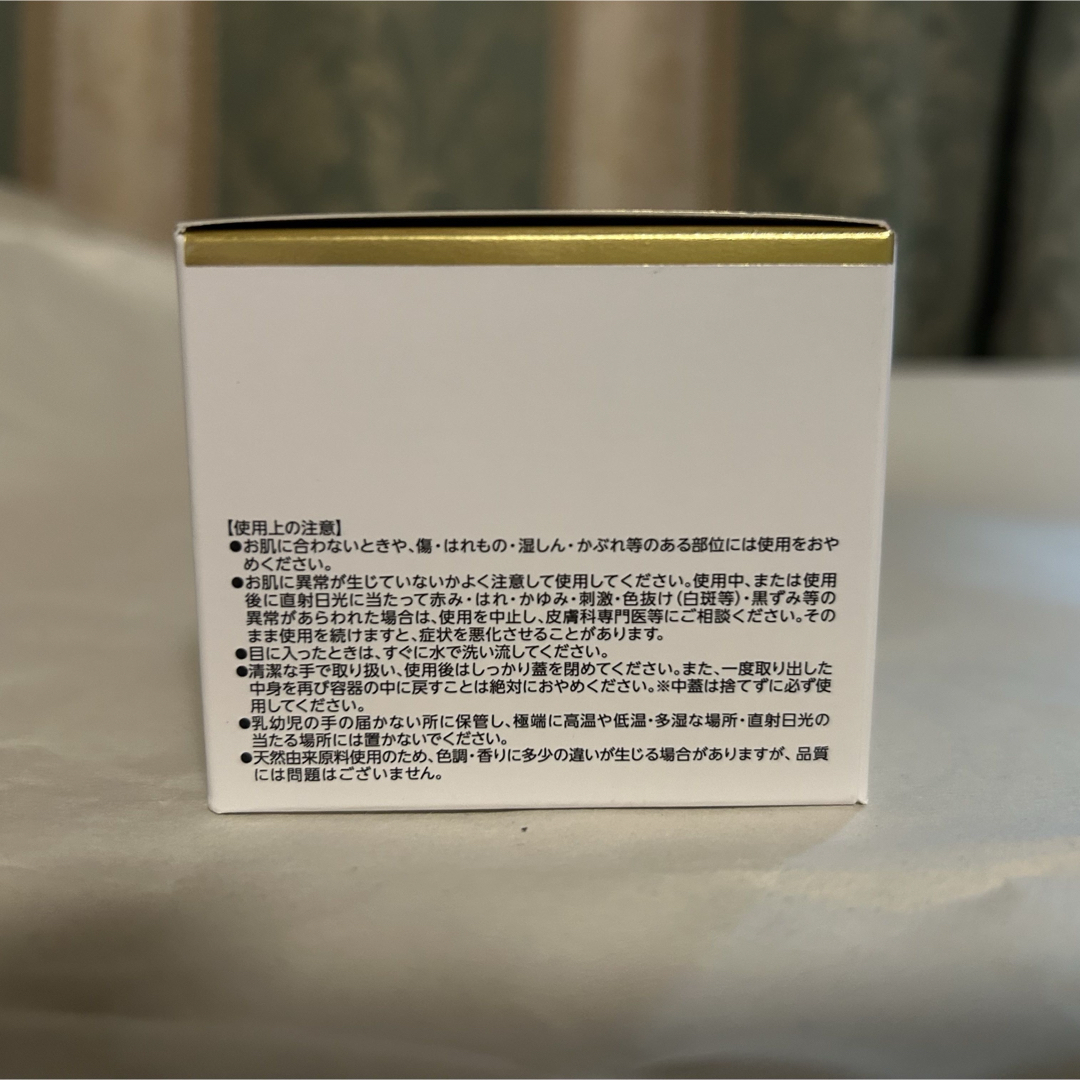 【使用上の注意】
●お肌に合わないときや、傷・はれもの・湿しん・かぶれ等のある部位には使用をおや
めください。
●お肌に異常が生じていないかよく注意して使用してください。使用中、または使用
後に直射日光に当たって赤み・はれ・かゆみ・刺激・色抜け(白斑等)・黒ずみ等の
異常があらわれた場合は、使用を中止し、皮膚科専門医等にご相談ください。その
まま使用を続けますと、症状を悪化させることがあります。
●目に入ったときは、すぐに水で洗い流してください。
●清潔な手で取り扱い、使用後はしっかり蓋を閉めてください。また、一度取り出した
中身を再び容器の中に戻すことは絶対におやめください。※中蓋は捨てずに必ず使
用してください。
●乳幼児の手の届かない所に保管し、極端に高温や低温・多湿な場所・直射日光の
当たる場所には置かないでください。
●天然由来原料使用のため、色調・香りに多少の違いが生じる場合がありますが、品質
には問題はございません。